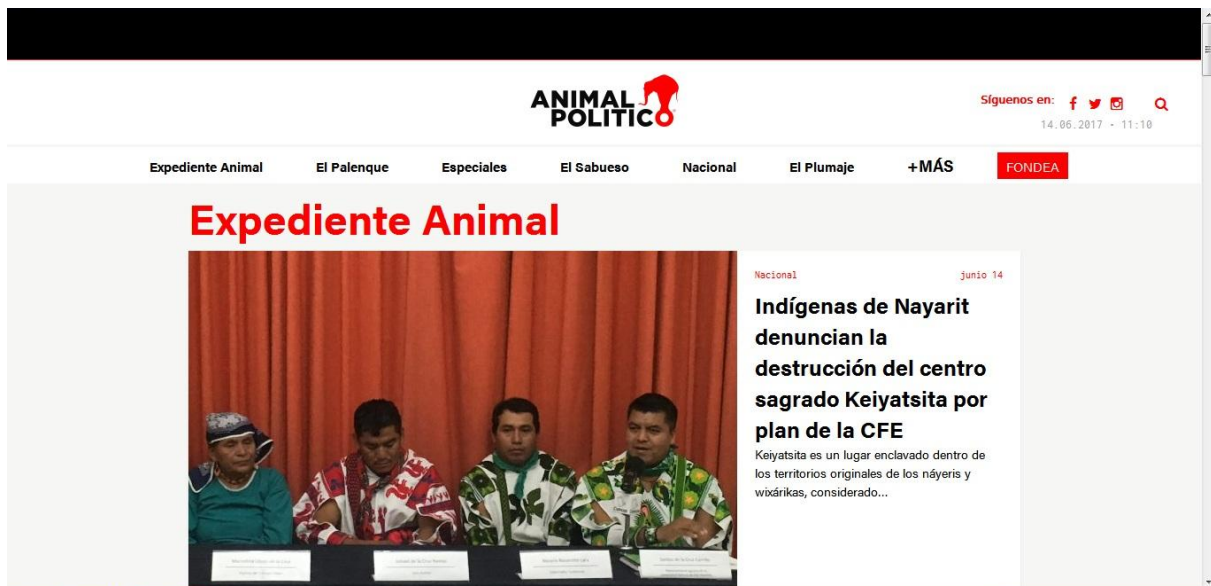 ANIMAL
POLITICO
Síguenos en:
14.06.2017 - 11:10
Expediente Animal El Palenque Especiales El Sabueso Nacional El Plumaje +MÁS FONDEA
Expediente Animal
Nacional junio 14
Indígenas de Nayarit
denuncian la
destrucción del centro
sagrado Keiyatsita por
plan de la CFE
Keiyatsita es un lugar enclavado dentro de
los territorios originales de los náyeris y
wixárikas, considerado...